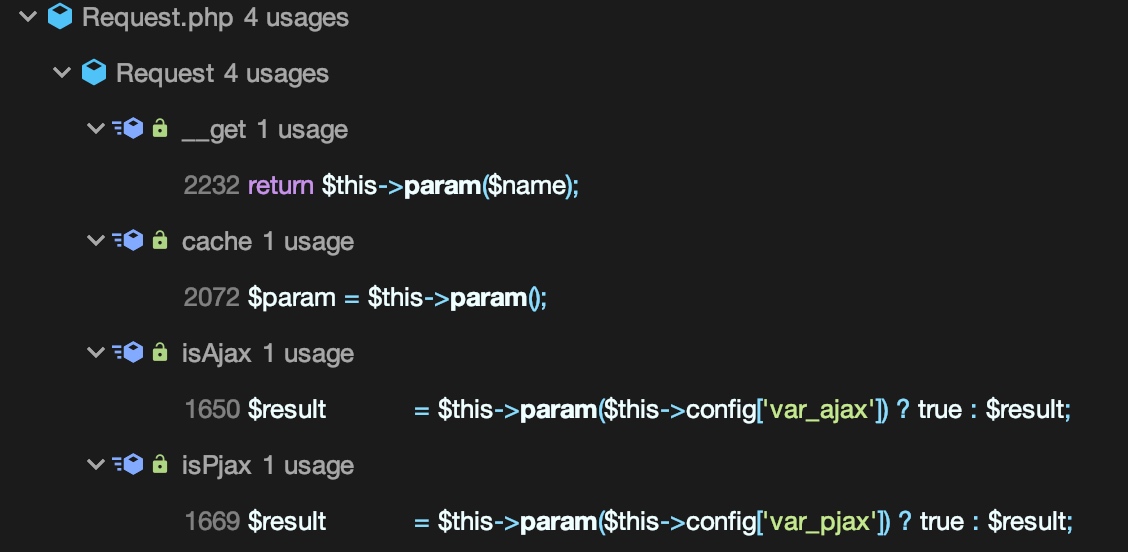 Request.php 4 usages
Request 4 usages
__get 1 usage
2232 return $this->param($name);
cache 1 usage
2072 $param = $this->param();
isAjax 1 usage
1650 $result = $this->param($this->config['var_ajax']) ? true : $result;
isPjax 1 usage
1669 $result = $this->param($this->config['var_pjax']) ? true : $result;